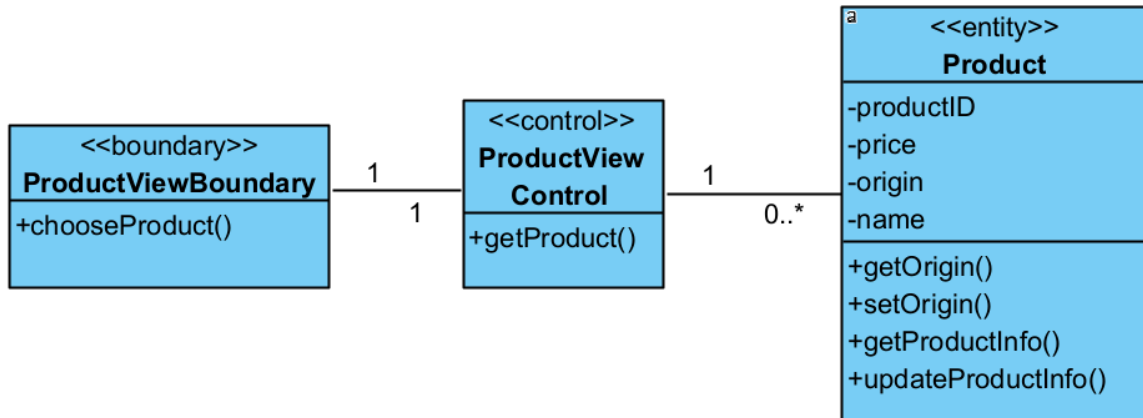 <<boundary>>
ProductViewBoundary
+chooseProduct()
1
1
<<control>>
ProductView
Control
+getProduct()
1
0..*
a
<<entity>>
Product
-productID
-price
-origin
-name
+getOrigin()
+setOrigin()
+getProductInfo()
+updateProductInfo()